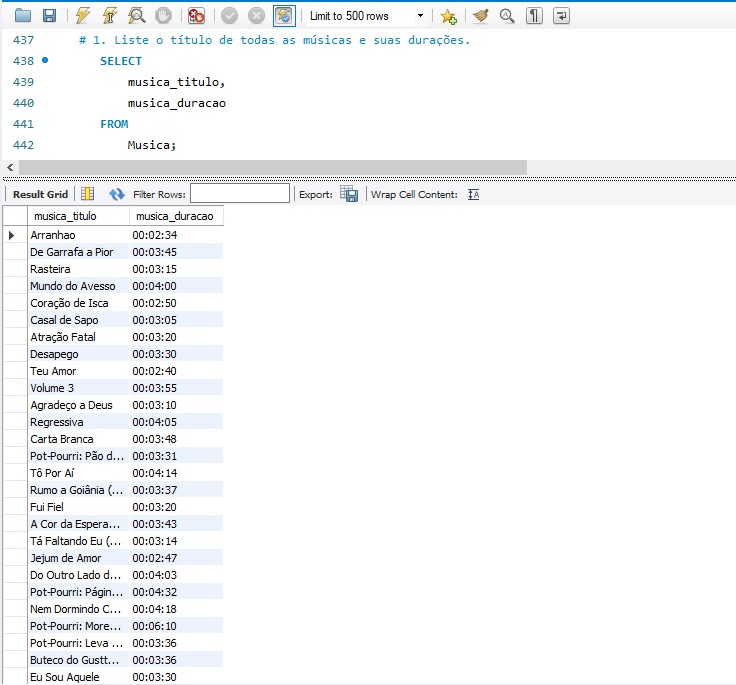 Limit to 500 rows
437 # 1. Liste o título de todas as músicas e suas durações.
438 SELECT
439 musica_titulo,
440 musica_duracao
441 FROM
442 Musica;
Result Grid Filter Rows: Export: Wrap Cell Content: IA
musica_titulo musica_duracao
Arranhao 00:02:34
De Garrafa a Pior 00:03:45
Rasteira 00:03:15
Mundo do Avesso 00:04:00
Coração de Isca 00:02:50
Casal de Sapo 00:03:05
Atração Fatal 00:03:20
Desapego 00:03:30
Teu Amor 00:02:40
Volume 3 00:03:55
Agradeço a Deus 00:03:10
Regressiva 00:04:05
Carta Branca 00:03:48
Pot-Pourri: Pão d... 00:03:31
Tô Por Aí 00:04:14
Rumo a Goiânia (... 00:03:37
Fui Fiel 00:03:20
A Cor da Espera... 00:03:43
Tá Faltando Eu (... 00:03:14
Jejum de Amor 00:02:47
Do Outro Lado d... 00:04:03
Pot-Pourri: Págin... 00:04:32
Nem Dormindo C... 00:04:18
Pot-Pourri: More... 00:06:10
Pot-Pourri: Leva ... 00:03:36
Buteco do Gustt... 00:03:36
Eu Sou Aquele 00:03:30